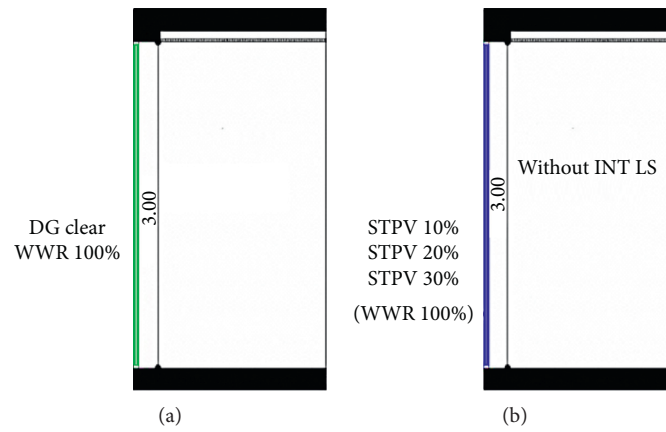 DG clear
WWR 100%
3.00
(a)
STPV 10%
STPV 20%
STPV 30%
(WWR 100%)
3.00
Without INT LS
(b)